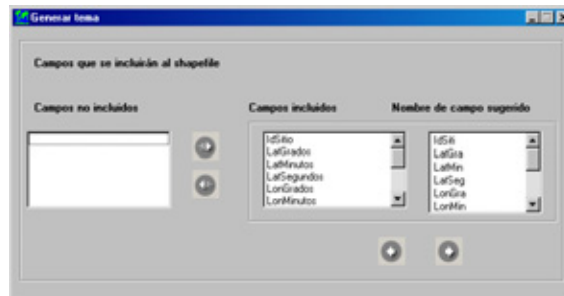 Generar tema
Campos que se incluirán al shapefile
Campos no incluidos
Campos incluidos
Nombre de campo sugerido
IdSitio
LatGrados
LatMinutos
LatSegundos
LonGrados
LonMinutos
IdSiti
LatGra
LatMin
LatSeg
LonGra
LonMin